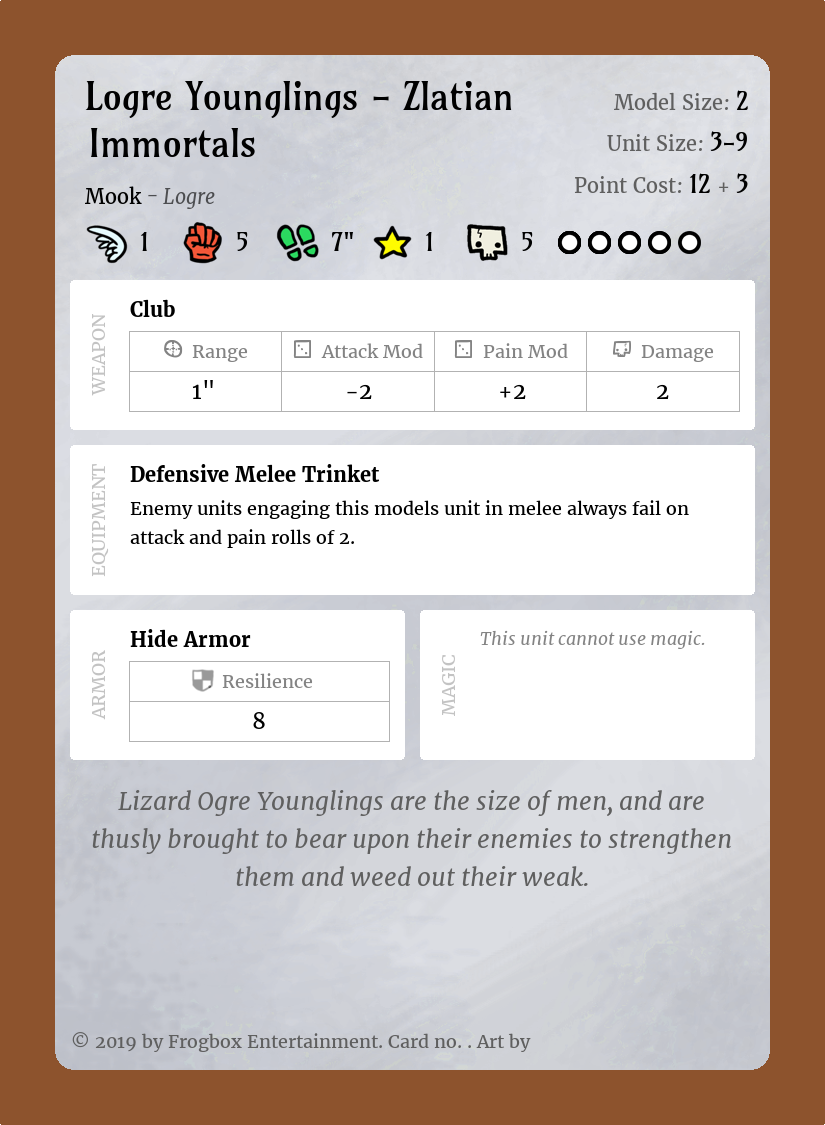 Logre Younglings – Zlatian
Immortals
Model Size: 2
Unit Size: 3–9
Point Cost: 12 + 3
Mook – Logre
1 5 7" 1 5
WEAPON
Club
Range Attack Mod Pain Mod Damage
1" -2 +2 2
EQUIPMENT
Defensive Melee Trinket
Enemy units engaging this models unit in melee always fail on
attack and pain rolls of 2.
ARMOR
Hide Armor
Resilience
8
MAGIC
This unit cannot use magic.
Lizard Ogre Younglings are the size of men, and are
thusly brought to bear upon their enemies to strengthen
them and weed out their weak.
© 2019 by Frogbox Entertainment. Card no. . Art by